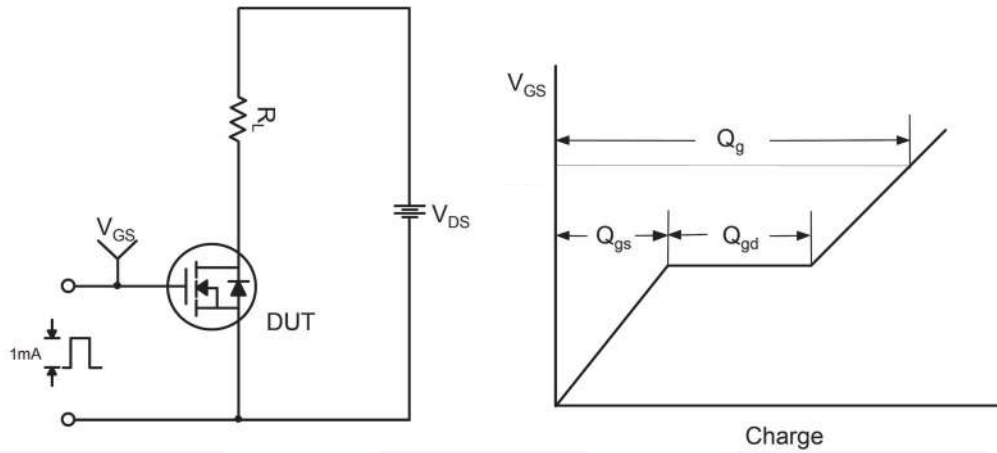 R_L
V_GS
V_DS
DUT
1mA
V_GS
Q_g
Q_gs
Q_gd
Charge